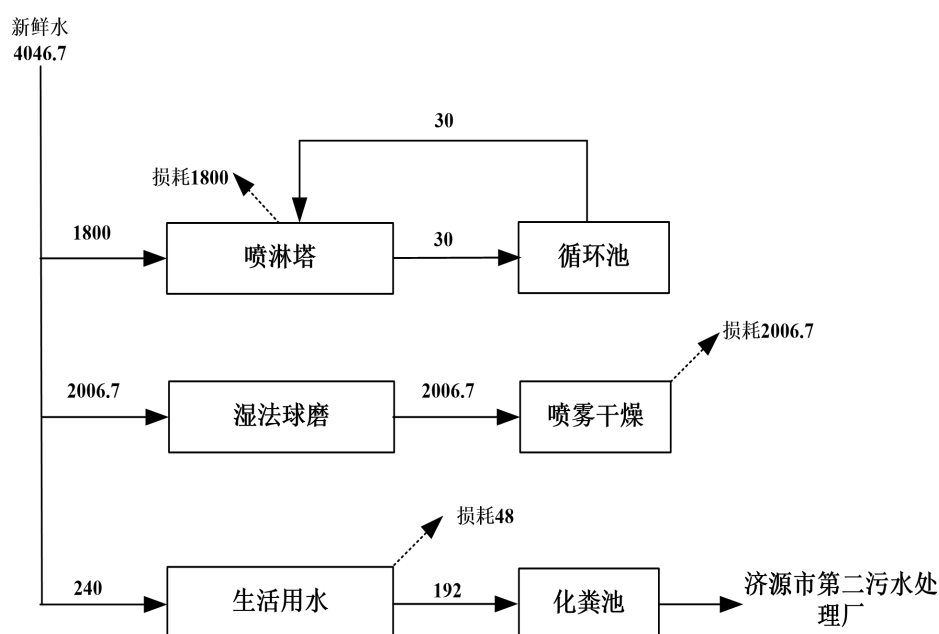 新鲜水
4046.7
30
损耗1800
1800
喷淋塔
30
循环池
损耗2006.7
2006.7
湿法球磨
2006.7
喷雾干燥
损耗48
240
生活用水
192
化粪池
济源市第二污水处
理厂